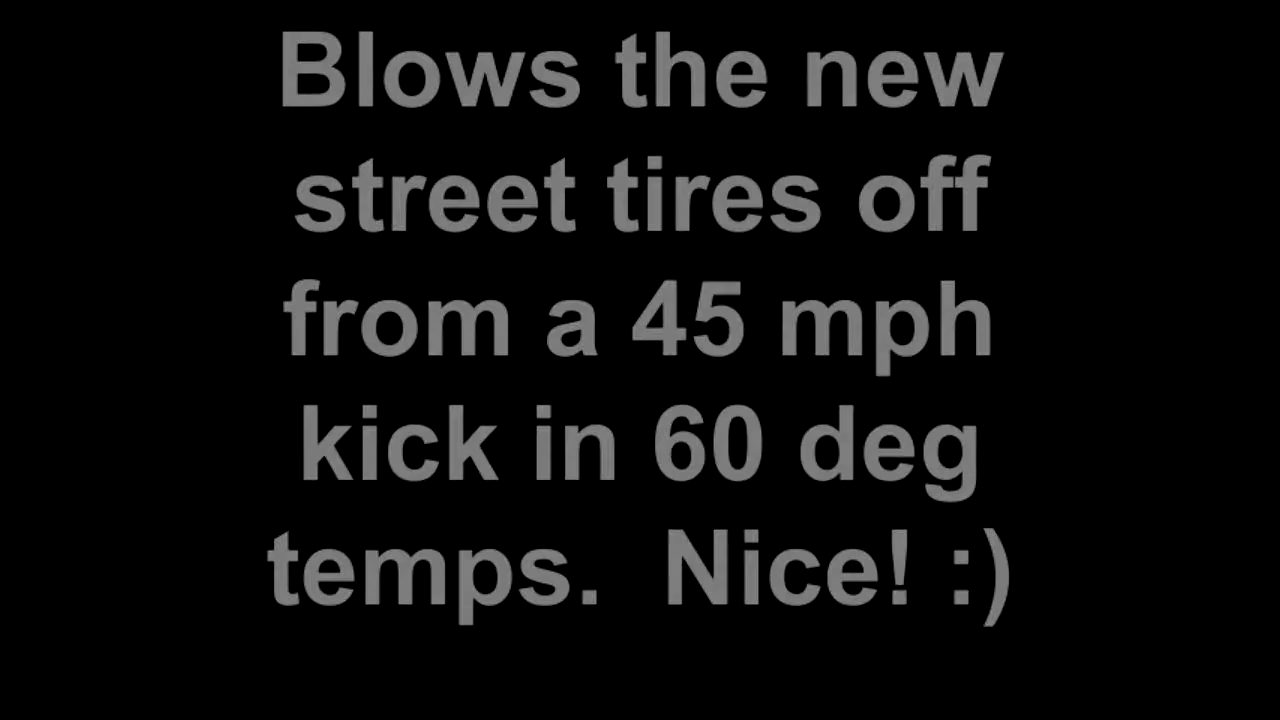 Blows the new
street tires off
from a 45 mph
kick in 60 deg
temps.  Nice! :)